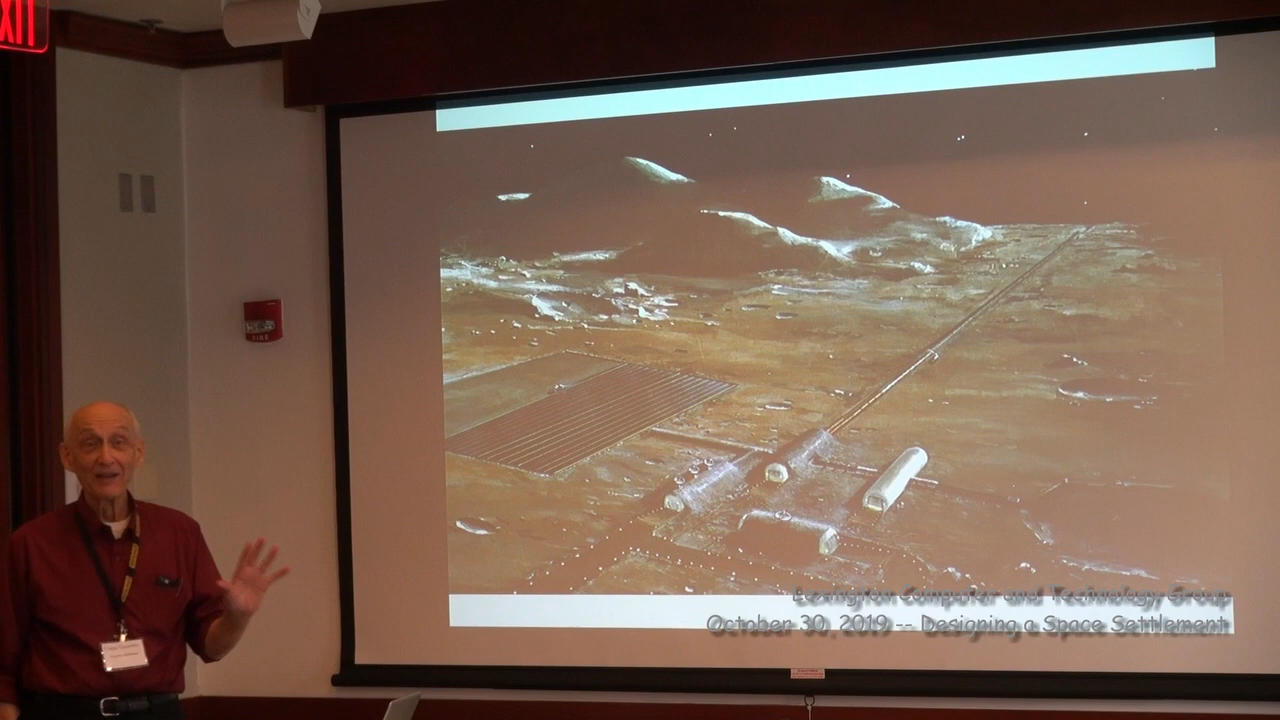 EXIT
FIRE
Lexington Computer and Technology Group
October 30, 2019 -- Designing a Space Settlement